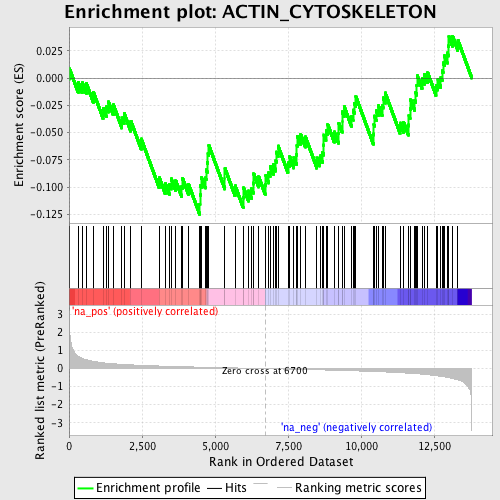 Enrichment plot: ACTIN_CYTOSKELETON
Enrichment score (ES)
0.025
0.000
-0.025
-0.050
-0.075
-0.100
-0.125
'na_pos' (positively correlated)
Ranked list metric (PreRanked)
3
2
1
0
-1
-2
-3
Zero cross at 6700
'na_neg' (negatively correlated)
0
2,500
5,000
7,500
10,000
12,500
Rank in Ordered Dataset
Enrichment profile
Hits
Ranking metric scores